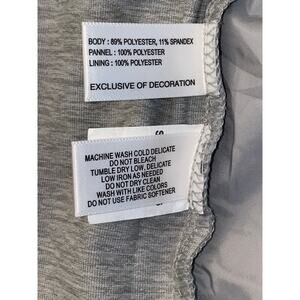 BODY : 89% POLYESTER, 11% SPANDEX
PANNEL : 100% POLYESTER
LINING : 100% POLYESTER
EXCLUSIVE OF DECORATION
MACHINE WASH COLD DELICATE
DO NOT BLEACH
TUMBLE DRY LOW, DELICATE
LOW IRON AS NEEDED
DO NOT DRY CLEAN
WASH WITH LIKE COLORS
DO NOT USE FABRIC SOFTENER